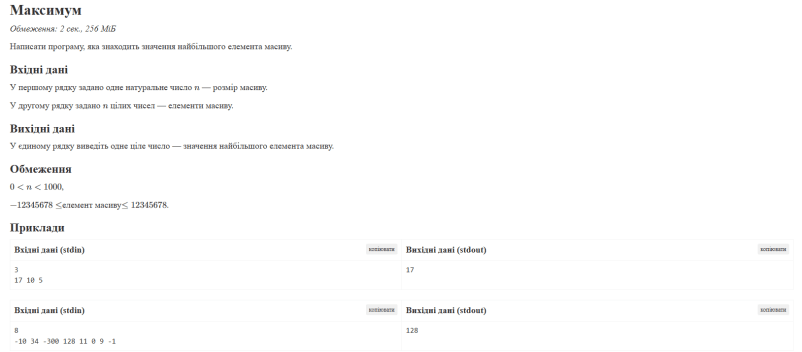 Максимум
Обмеження: 2 сек., 256 МіБ
Написати програму, яка знаходить значення найбільшого елемента масиву.
Вхідні дані
У першому рядку задано одне натуральне число n — розмір масиву.
У другому рядку задано n цілих чисел — елементи масиву.
Вихідні дані
У єдиному рядку виведіть одне ціле число — значення найбільшого елемента масиву.
Обмеження
0 < n < 1000,
−12345678 ≤елемент масиву≤ 12345678.
Приклади
Вхідні дані (stdin) копіювати Вихідні дані (stdout) копіювати
3 17
17 10 5
Вхідні дані (stdin) копіювати Вихідні дані (stdout) копіювати
8 128
-10 34 -300 128 11 0 9 -1